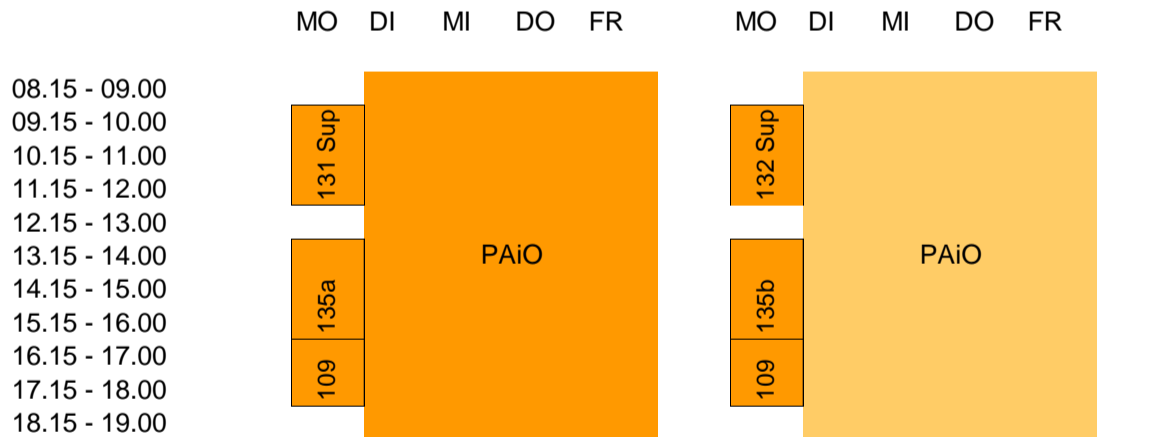 MO DI MI DO FR MO DI MI DO FR
08.15 - 09.00
09.15 - 10.00
10.15 - 11.00
11.15 - 12.00
12.15 - 13.00
13.15 - 14.00
14.15 - 15.00
15.15 - 16.00
16.15 - 17.00
17.15 - 18.00
18.15 - 19.00
131 Sup
135a
109
PAiO
132 Sup
135b
109
PAiO